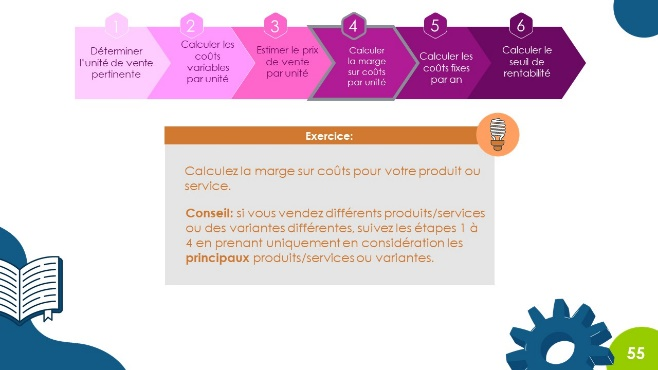 1
Déterminer
l'unité de vente
pertinente
2
Calculer les
coûts
variables
par unité
3
Estimer le prix
de vente
par unité
4
Calculer
la marge
sur coûts
par unité
5
Calculer les
coûts fixes
par an
6
Calculer le
seuil de
rentabilité
Exercice:
Calculez la marge sur coûts pour votre produit ou
service.
Conseil: si vous vendez différents produits/services
ou des variantes différentes, suivez les étapes 1 à
4 en prenant uniquement en considération les
principaux produits/services ou variantes.
55